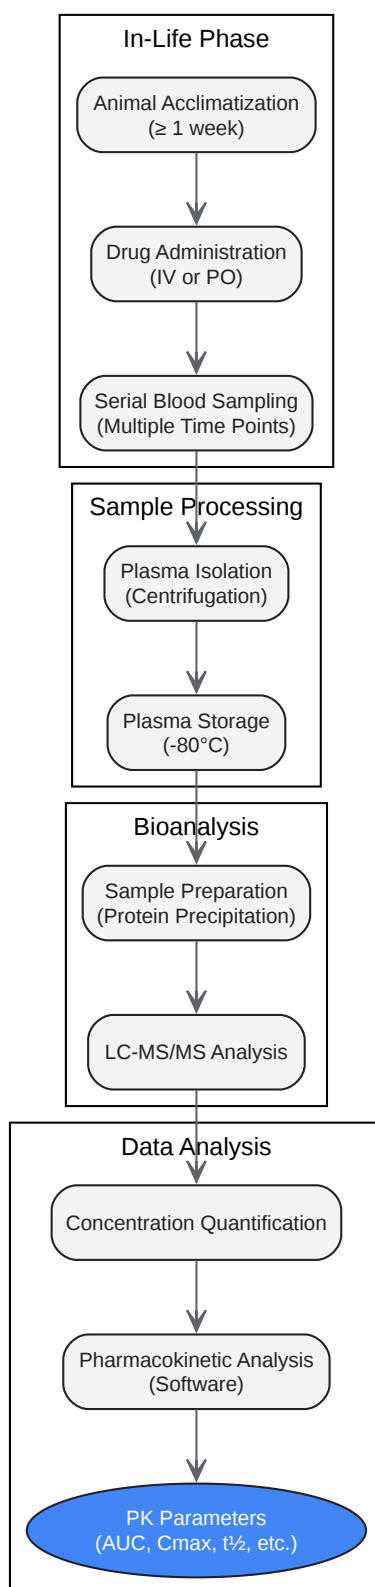 In-Life Phase
Animal Acclimatization
(≥ 1 week)
Drug Administration
(IV or PO)
Serial Blood Sampling
(Multiple Time Points)
Sample Processing
Plasma Isolation
(Centrifugation)
Plasma Storage
(-80°C)
Bioanalysis
Sample Preparation
(Protein Precipitation)
LC-MS/MS Analysis
Data Analysis
Concentration Quantification
Pharmacokinetic Analysis
(Software)
PK Parameters
(AUC, Cmax, t½, etc.)